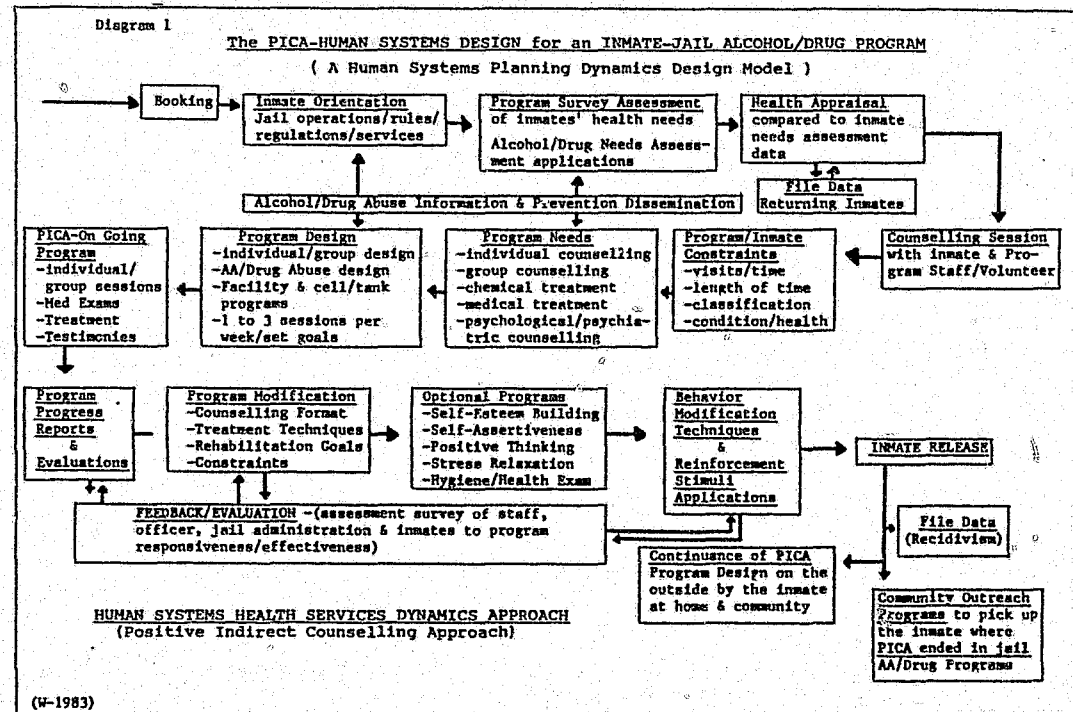 Diagram 1
The PICA-HUMAN SYSTEMS DESIGN for an INMATE-JAIL ALCOHOL/DRUG PROGRAM
( A Human Systems Planning Dynamics Design Model )
Booking
Inmate Orientation
Jail operations/rules/
regulations/services
Program Survey Assessment
of inmates' health needs
Alcohol/Drug Needs Assess-
ment applications
Health Appraisal
compared to inmate
needs assessment
data
File Data
Returning Inmates
Alcohol/Drug Abuse Information & Prevention Dissemination
PICA-On Going
Program
-individual/
group sessions
-Med Exams
-Treatment
-Testimonies
Program Design
-individual/group design
-AA/Drug Abuse design
-Facility & cell/tank
programs
-1 to 3 sessions per
week/set goals
Program Needs
-individual counselling
-group counselling
-chemical treatment
-medical treatment
-psychological/psychia-
tric counselling
Program/Inmate
Constraints
-visits/time
-length of time
-classification
-condition/health
Counselling Session
with inmate & Pro-
gram Staff/Volunteer
Program
Progress
Reports
&
Evaluations
Program Modification
-Counselling Format
-Treatment Techniques
-Rehabilitation Goals
-Constraints
Optional Programs
-Self-Esteem Building
-Self-Assertiveness
-Positive Thinking
-Stress Relaxation
-Hygiene/Health Exam
Behavior
Modification
Techniques
&
Reinforcement
Stimuli
Applications
INMATE RELEASE
FEEDBACK/EVALUATION -(assessment survey of staff,
officer, jail administration & inmates to program
responsiveness/effectiveness)
File Data
(Recidivism)
Continuance of PICA
Program Design on the
outside by the inmate
at home & community
Community Outreach
Programs to pick up
the inmate where
PICA ended in jail
AA/Drug Programs
HUMAN SYSTEMS HEALTH SERVICES DYNAMICS APPROACH
(Positive Indirect Counselling Approach)
(W-1983)